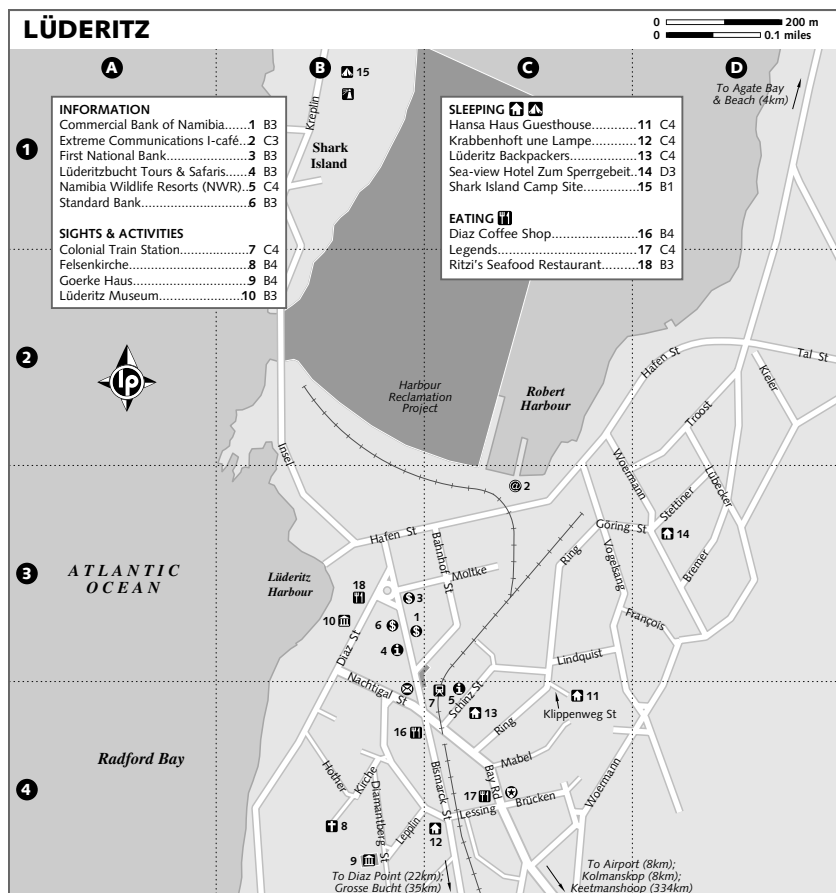 LÜDERITZ
0 200 m
0 0.1 miles
A B C D
1
2
3
4
INFORMATION
Commercial Bank of Namibia.....1 B3
Extreme Communications I-café..2 C3
First National Bank....................3 B3
Lüderitzbucht Tours & Safaris.....4 B3
Namibia Wildlife Resorts (NWR)..5 C4
Standard Bank..........................6 B3
SIGHTS & ACTIVITIES
Colonial Train Station.................7 C4
Felsenkirche..............................8 B4
Goerke Haus.............................9 B4
Lüderitz Museum.....................10 B3
SLEEPING
Hansa Haus Guesthouse............11 C4
Krabbenhoft une Lampe............12 C4
Lüderitz Backpackers................13 C4
Sea-view Hotel Zum Sperrgebeit..14 D3
Shark Island Camp Site.............15 B1
EATING
Diaz Coffee Shop.....................16 B4
Legends..................................17 C4
Ritzi's Seafood Restaurant.........18 B3
15
Kreplin
Shark
Island
To Agate Bay
& Beach (4km)
lp
Harbour
Reclamation
Project
Robert
Harbour
Hafen St
Tal St
Kieler
Troost
Insel
Woermann
Lübecker
Stettiner
@ 2
Hafen St
Bahnhof St
Göring St
14
Ring
Vogelsang
Bremer
ATLANTIC
OCEAN
Lüderitz
Harbour
Moltke
18
$ 3
1
$
6 $
10
4 i
François
Diaz St
Lindquist
Nachtigal St
7
5
i
Schinz St
11
13
Klippenweg St
Ring
16
Radford Bay
Mabel
Hother
Kirche
Bismarck St
Bay Rd
Woermann
Diamantberg St
17
Brücken
Lessing
8
Lepplin
12
9
To Diaz Point (22km);
Grosse Bucht (35km)
To Airport (8km);
Kolmanskop (8km);
Keetmanshoop (334km)